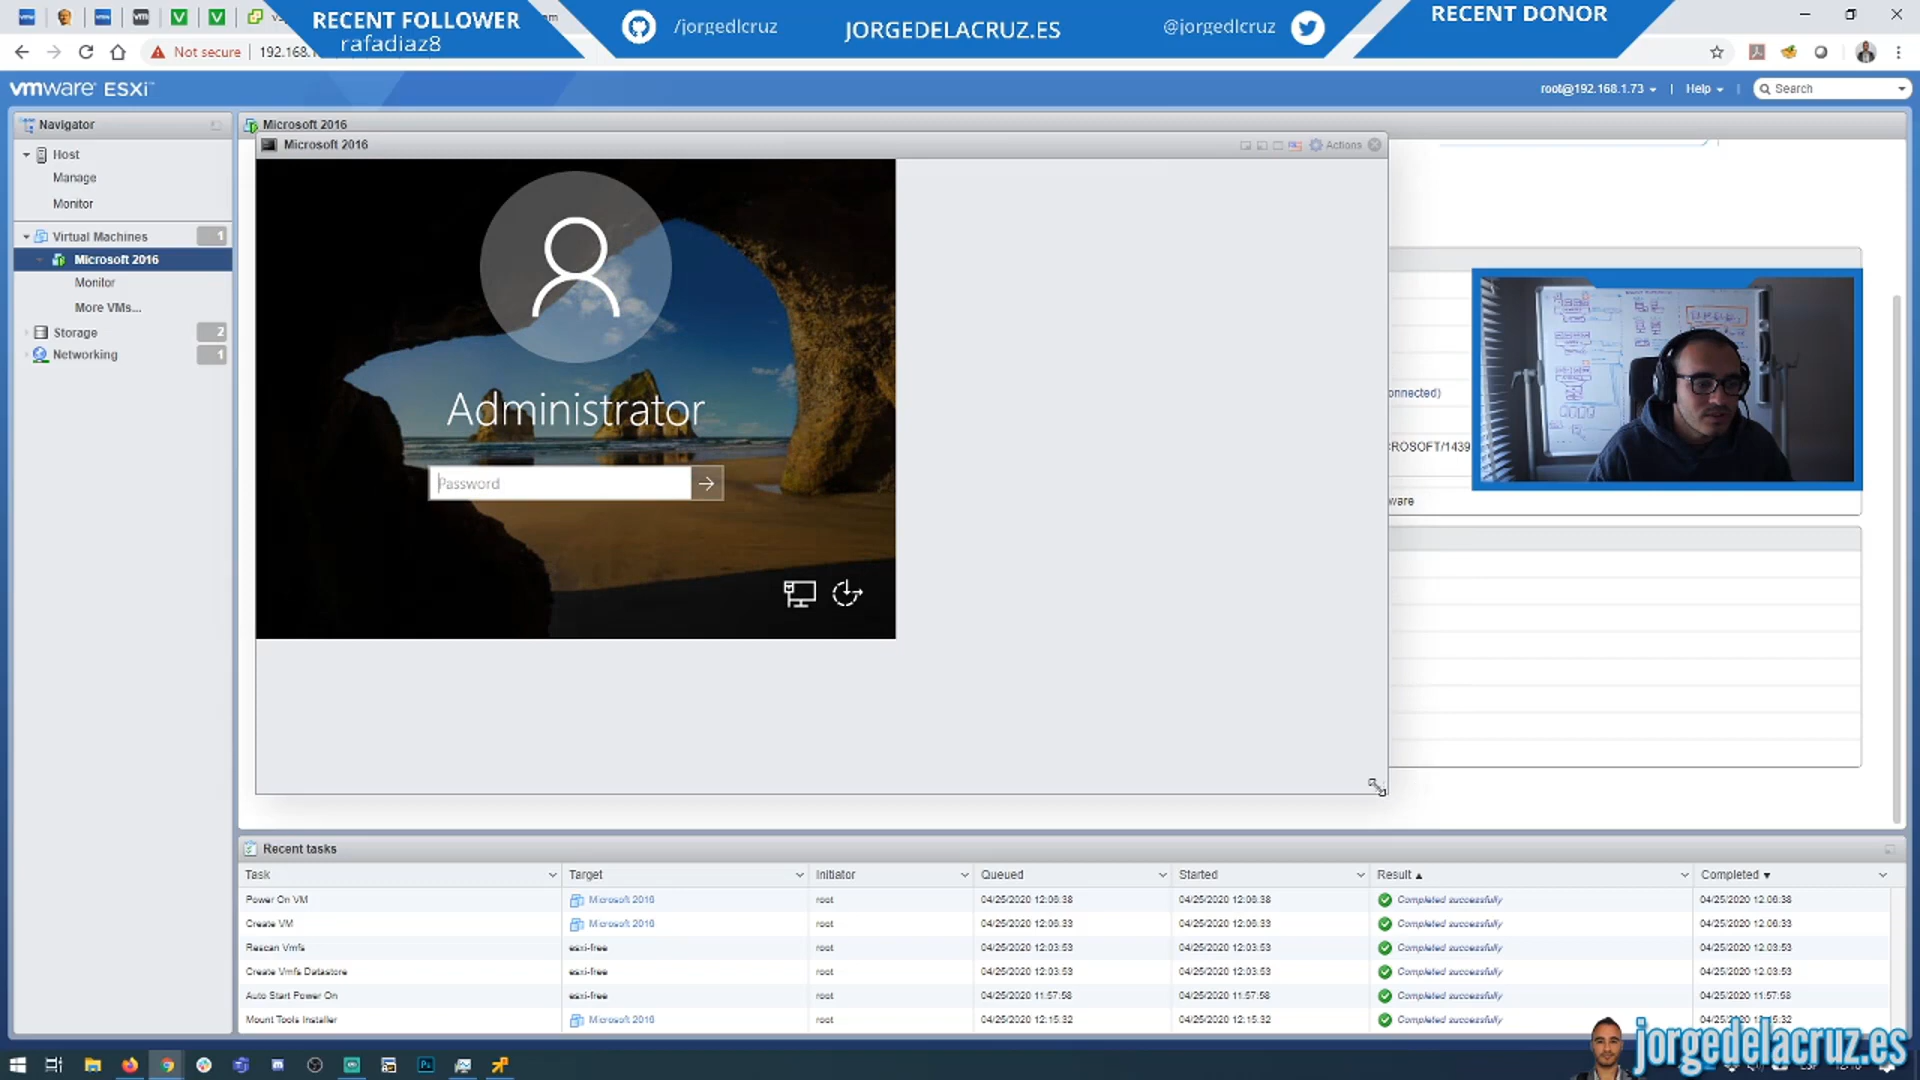 RECENT FOLLOWER
rafadiaz8
/jorgedlcruz
JORGEDELACRUZ.ES
@jorgedlcruz
RECENT DONOR
Not secure
192.168.
vmware ESXi
root@192.168.1.73
Help
Search
Navigator
Host
Manage
Monitor
Virtual Machines
1
Microsoft 2016
Monitor
More VMs...
Storage
2
Networking
1
Microsoft 2016
Microsoft 2016
Actions
Administrator
Password
onnected)
ROSOFT/1439
ware
Recent tasks
Task Target Initiator Queued Started Result Completed
Power On VM Microsoft 2016 root 04/25/2020 12:06:38 04/25/2020 12:06:38 Completed successfully 04/25/2020 12:06:38
Create VM Microsoft 2016 root 04/25/2020 12:06:33 04/25/2020 12:06:33 Completed successfully 04/25/2020 12:06:33
Rescan Vmfs esxi-free root 04/25/2020 12:03:53 04/25/2020 12:03:53 Completed successfully 04/25/2020 12:03:53
Create Vmfs Datastore esxi-free root 04/25/2020 12:03:53 04/25/2020 12:03:53 Completed successfully 04/25/2020 12:03:53
Auto Start Power On esxi-free root 04/25/2020 11:57:58 04/25/2020 11:57:58 Completed successfully 04/25/2020 11:57:58
Mount Tools Installer Microsoft 2016 root 04/25/2020 12:15:32 04/25/2020 12:15:32 Completed successfully 04/25/2020
jorgedelacruz.es